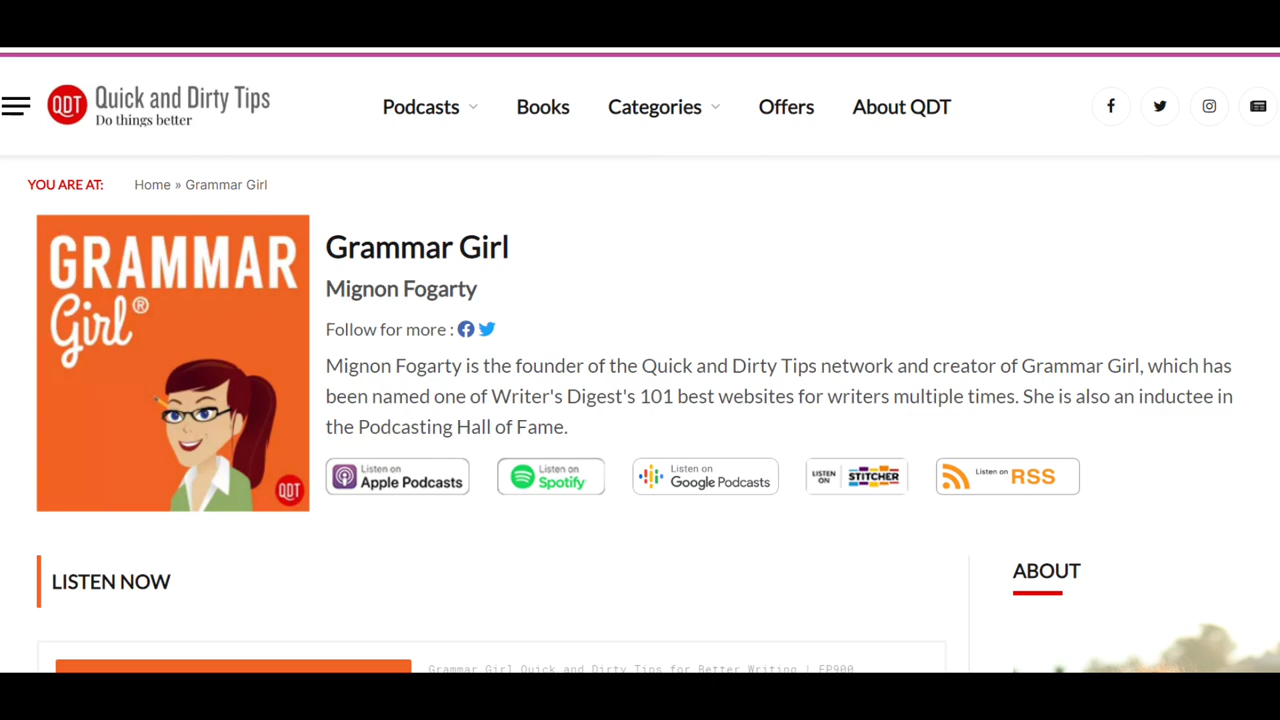 QDT Quick and Dirty Tips
Do things better
Podcasts Books Categories Offers About QDT
YOU ARE AT: Home » Grammar Girl
GRAMMAR
Girl®
QDT
Grammar Girl
Mignon Fogarty
Follow for more :
Mignon Fogarty is the founder of the Quick and Dirty Tips network and creator of Grammar Girl, which has
been named one of Writer's Digest's 101 best websites for writers multiple times. She is also an inductee in
the Podcasting Hall of Fame.
Listen on Apple Podcasts
Listen on Spotify
Listen on Google Podcasts
LISTEN ON STITCHER
Listen on RSS
LISTEN NOW
ABOUT
Grammar Girl Quick and Dirty Tips for Better Writing | EP900